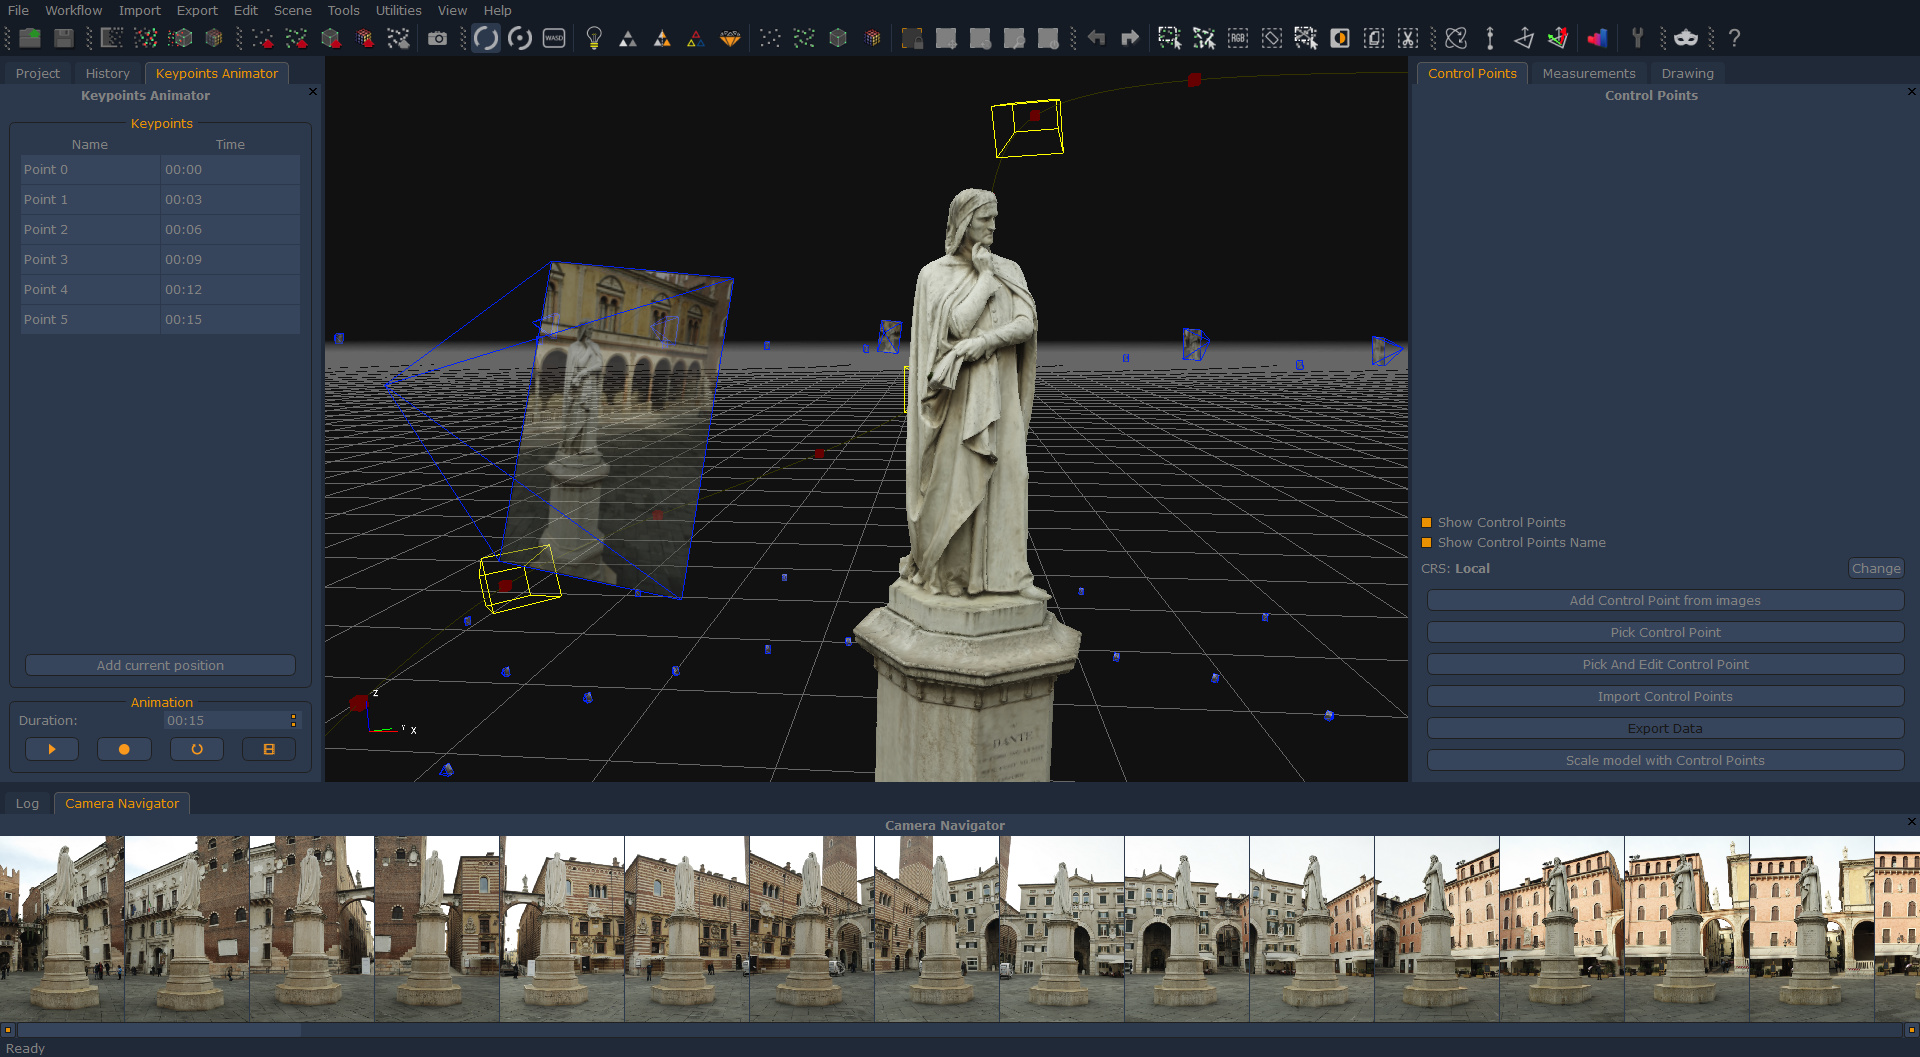 File Workflow Import Export Edit Scene Tools Utilities View Help
WASD
RGB
?
Project History Keypoints Animator
Keypoints Animator
Keypoints
Name Time
Point 0 00:00
Point 1 00:03
Point 2 00:06
Point 3 00:09
Point 4 00:12
Point 5 00:15
Add current position
Animation
Duration: 00:15
Z
Y X
DANTE
Control Points Measurements Drawing
Control Points
Show Control Points
Show Control Points Name
CRS: Local Change
Add Control Point from images
Pick Control Point
Pick And Edit Control Point
Import Control Points
Export Data
Scale model with Control Points
Log Camera Navigator
Camera Navigator
Ready